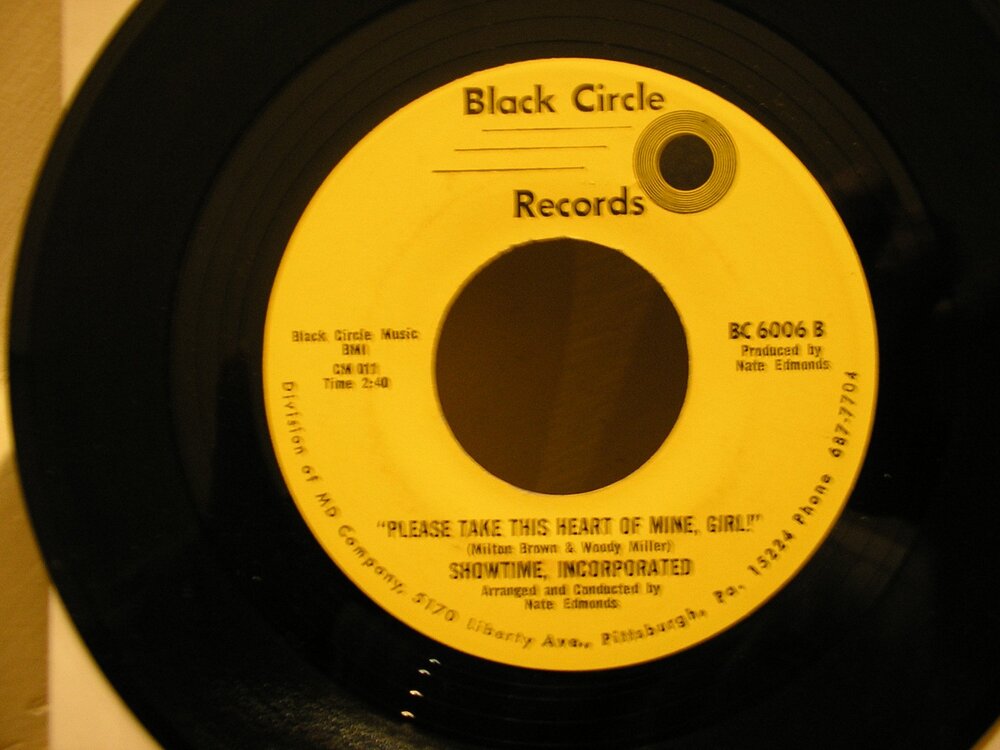 Black Circle
Records
Black Circle Music
BMI
CM 011
Time 2:40
BC 6006 B
Produced by
Nate Edmonds
"PLEASE TAKE THIS HEART OF MINE, GIRL!"
(Milton Brown & Woody Miller)
SHOWTIME, INCORPORATED
Arranged and Conducted by
Nate Edmonds
Division of MD Company, 5170 Liberty Ave., Pittsburgh, Pa. 15224 Phone 687-7704